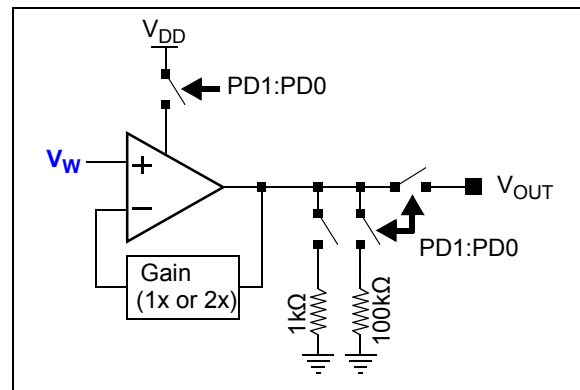 VDD
PD1:PD0
VW
+
−
VOUT
PD1:PD0
Gain
(1x or 2x)
1kΩ
100kΩ